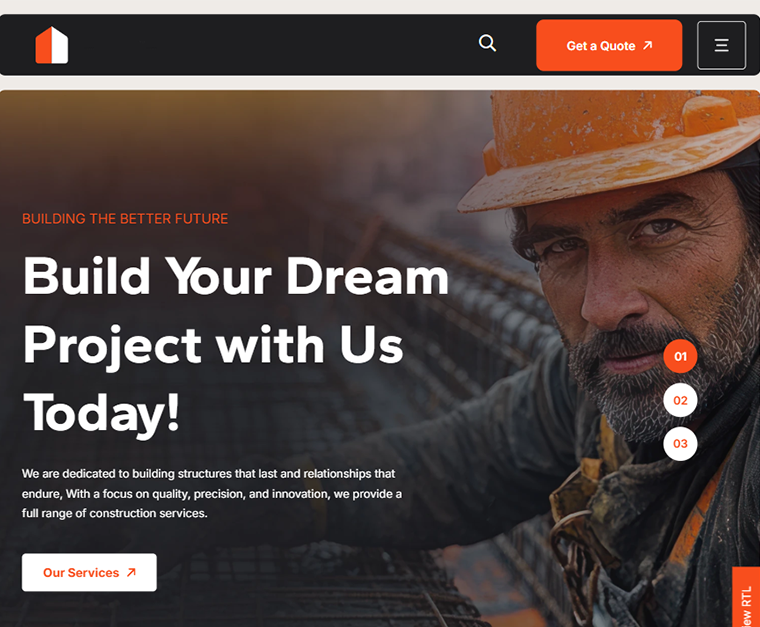 Get a Quote
BUILDING THE BETTER FUTURE
Build Your Dream
Project with Us
Today!
01
02
03
We are dedicated to building structures that last and relationships that
endure, With a focus on quality, precision, and innovation, we provide a
full range of construction services.
Our Services
RTL